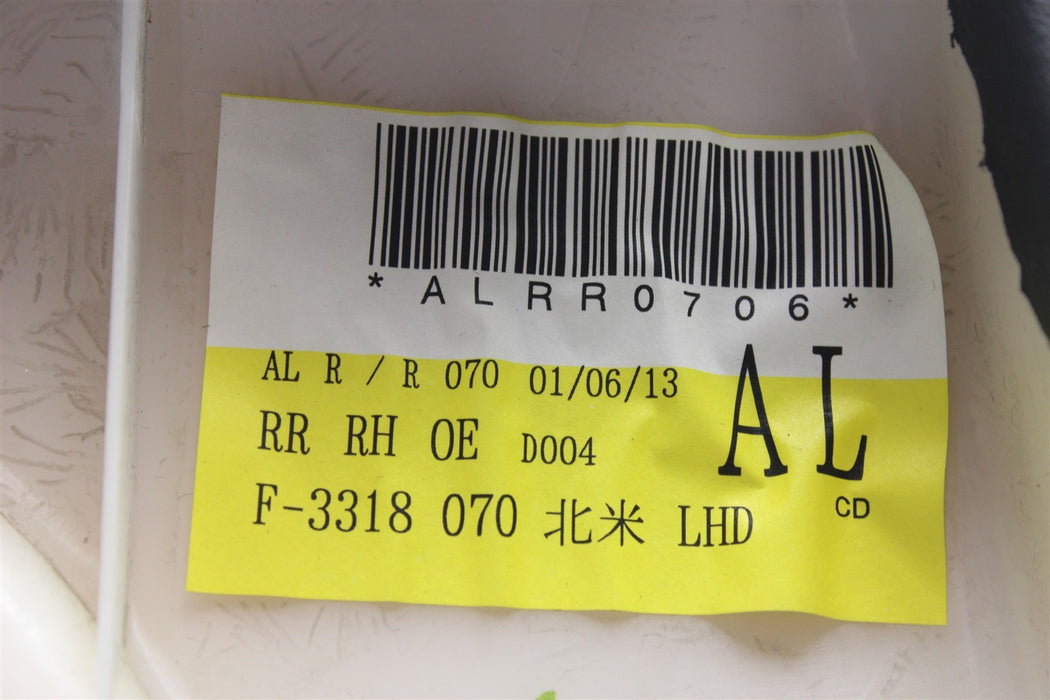 *ALRR0706*
AL R / R 070 01/06/13
RR RH OE D004
AL
CD
F-3318 070 北米 LHD